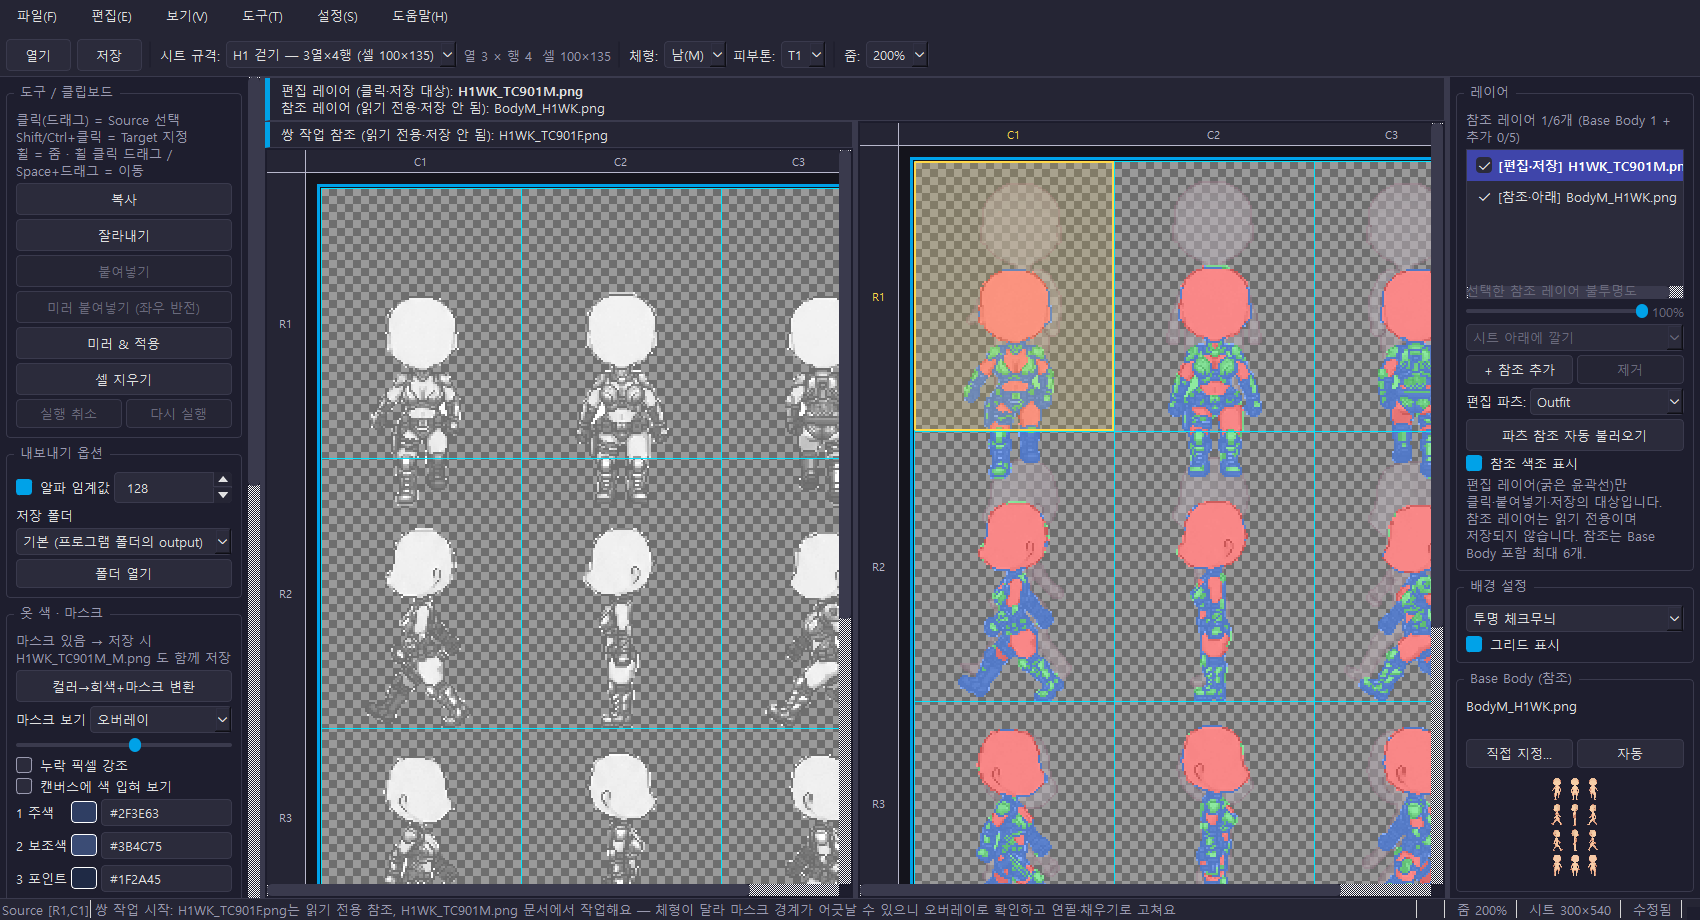 파일(F) 편집(E) 보기(V) 도구(T) 설정(S) 도움말(H)
열기 저장 시트 규격: H1 걷기 — 3열×4행 (셀 100×135) 열 3 × 행 4 셀 100×135 체형: 남(M) 피부톤: T1 줌: 200%
도구 / 클립보드
클릭(드래그) = Source 선택
Shift/Ctrl+클릭 = Target 지정
휠 = 줌 · 휠 클릭 드래그 /
Space+드래그 = 이동
복사
잘라내기
붙여넣기
미러 붙여넣기 (좌우 반전)
미러 & 적용
셀 지우기
실행 취소 다시 실행
내보내기 옵션
알파 임계값 128
저장 폴더
기본 (프로그램 폴더의 output)
폴더 열기
옷 색 · 마스크
마스크 있음 → 저장 시
H1WK_TC901M_M.png 도 함께 저장
컬러→회색+마스크 변환
마스크 보기 오버레이
누락 픽셀 강조
캔버스에 색 입혀 보기
1 주색 #2F3E63
2 보조색 #3B4C75
3 포인트 #1F2A45
편집 레이어 (클릭·저장 대상): H1WK_TC901M.png
참조 레이어 (읽기 전용·저장 안 됨): BodyM_H1WK.png
쌍 작업 참조 (읽기 전용·저장 안 됨): H1WK_TC901F.png
C1 C2 C3
R1
R2
R3
C1 C2 C3
R1
R2
R3
레이어
참조 레이어 1/6개 (Base Body 1 +
추가 0/5)
[편집·저장] H1WK_TC901M.pn
[참조·아래] BodyM_H1WK.png
선택한 참조 레이어 불투명도
100%
시트 아래에 깔기
+ 참조 추가 제거
편집 파츠: Outfit
파츠 참조 자동 불러오기
참조 색조 표시
편집 레이어(굵은 윤곽선)만
클릭·붙여넣기·저장의 대상입니다.
참조 레이어는 읽기 전용이며
저장되지 않습니다. 참조는 Base
Body 포함 최대 6개.
배경 설정
투명 체크무늬
그리드 표시
Base Body (참조)
BodyM_H1WK.png
직접 지정... 자동
Source [R1,C1] 쌍 작업 시작: H1WK_TC901F.png는 읽기 전용 참조, H1WK_TC901M.png 문서에서 작업해요 — 체형이 달라 마스크 경계가 어긋날 수 있으니 오버레이로 확인하고 연필·채우기로 고쳐요 줌 200% 시트 300×540 수정됨